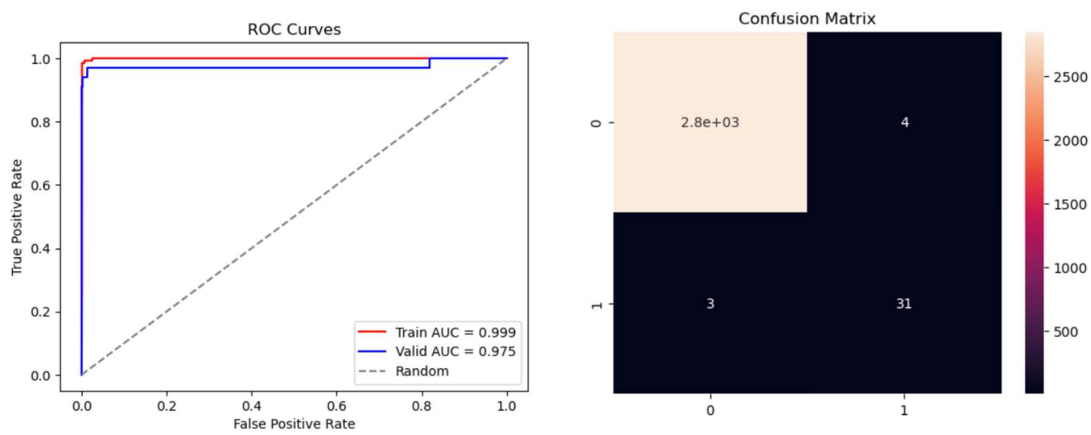 ROC Curves
True Positive Rate
1.0
0.8
0.6
0.4
0.2
0.0
0.0 0.2 0.4 0.6 0.8 1.0
False Positive Rate
Train AUC = 0.999
Valid AUC = 0.975
Random
Confusion Matrix
0
1
2.8e+03 4
3 31
0 1
2500
2000
1500
1000
500